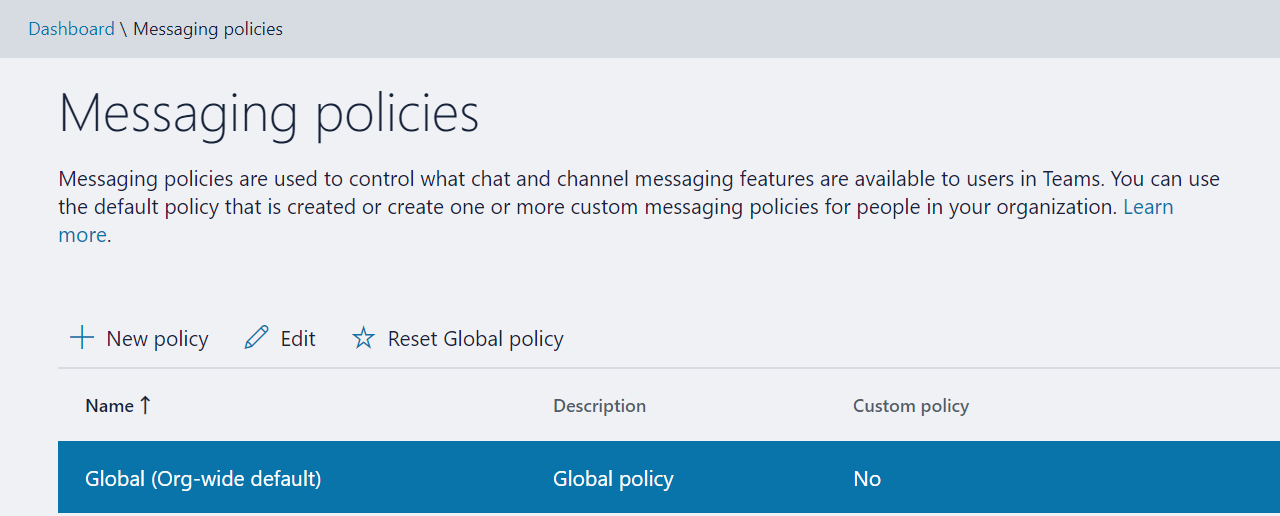 Dashboard \ Messaging policies
Messaging policies
Messaging policies are used to control what chat and channel messaging features are available to users in Teams. You can use
the default policy that is created or create one or more custom messaging policies for people in your organization. Learn
more.
New policy Edit Reset Global policy
Name ↑ Description Custom policy
Global (Org-wide default) Global policy No